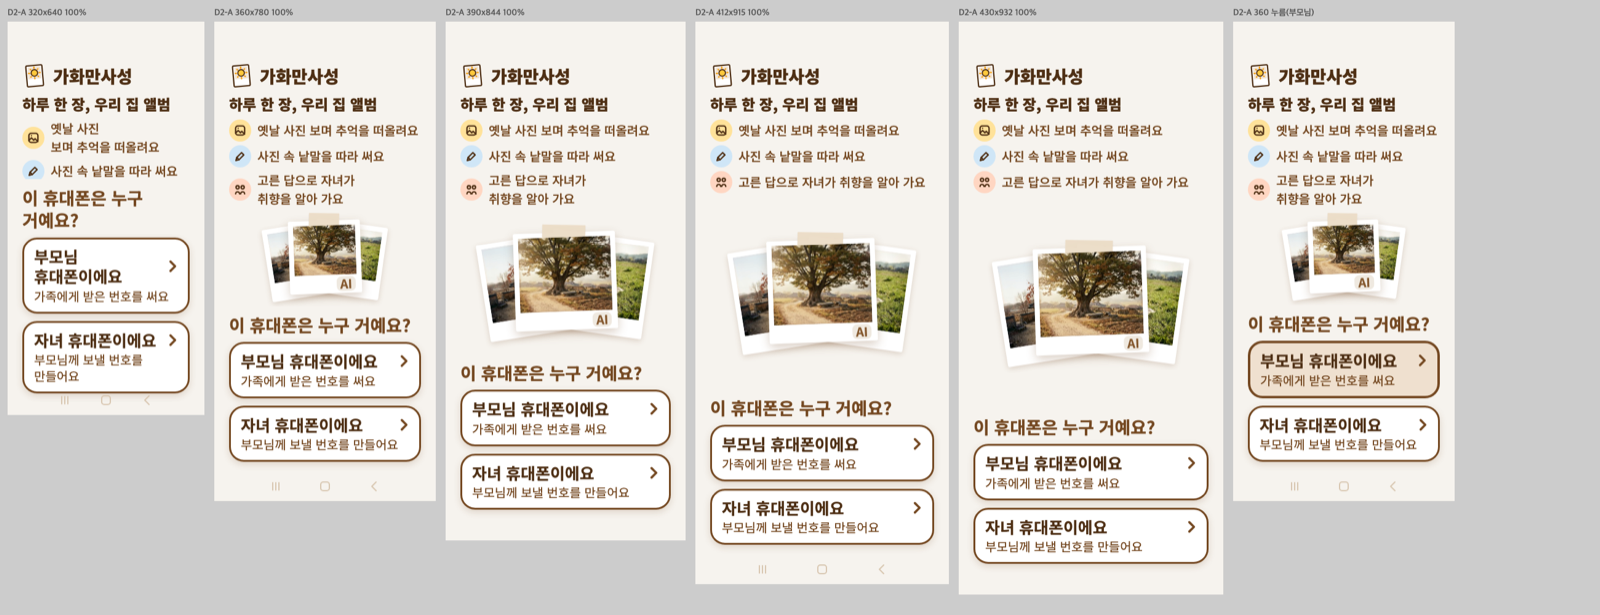 D2-A 320x640 100%
가화만사성
하루 한 장, 우리 집 앨범
옛날 사진
보며 추억을 떠올려요
사진 속 낱말을 따라 써요
이 휴대폰은 누구
거예요?
부모님
휴대폰이에요
가족에게 받은 번호를 써요
자녀 휴대폰이에요
부모님께 보낼 번호를
만들어요
D2-A 360x780 100%
가화만사성
하루 한 장, 우리 집 앨범
옛날 사진 보며 추억을 떠올려요
사진 속 낱말을 따라 써요
고른 답으로 자녀가
취향을 알아 가요
AI
이 휴대폰은 누구 거예요?
부모님 휴대폰이에요
가족에게 받은 번호를 써요
자녀 휴대폰이에요
부모님께 보낼 번호를 만들어요
D2-A 390x844 100%
가화만사성
하루 한 장, 우리 집 앨범
옛날 사진 보며 추억을 떠올려요
사진 속 낱말을 따라 써요
고른 답으로 자녀가
취향을 알아 가요
AI
이 휴대폰은 누구 거예요?
부모님 휴대폰이에요
가족에게 받은 번호를 써요
자녀 휴대폰이에요
부모님께 보낼 번호를 만들어요
D2-A 412x915 100%
가화만사성
하루 한 장, 우리 집 앨범
옛날 사진 보며 추억을 떠올려요
사진 속 낱말을 따라 써요
고른 답으로 자녀가 취향을 알아 가요
AI
이 휴대폰은 누구 거예요?
부모님 휴대폰이에요
가족에게 받은 번호를 써요
자녀 휴대폰이에요
부모님께 보낼 번호를 만들어요
D2-A 430x932 100%
가화만사성
하루 한 장, 우리 집 앨범
옛날 사진 보며 추억을 떠올려요
사진 속 낱말을 따라 써요
고른 답으로 자녀가 취향을 알아 가요
AI
이 휴대폰은 누구 거예요?
부모님 휴대폰이에요
가족에게 받은 번호를 써요
자녀 휴대폰이에요
부모님께 보낼 번호를 만들어요
D2-A 360 누름(부모님)
가화만사성
하루 한 장, 우리 집 앨범
옛날 사진 보며 추억을 떠올려요
사진 속 낱말을 따라 써요
고른 답으로 자녀가
취향을 알아 가요
AI
이 휴대폰은 누구 거예요?
부모님 휴대폰이에요
가족에게 받은 번호를 써요
자녀 휴대폰이에요
부모님께 보낼 번호를 만들어요